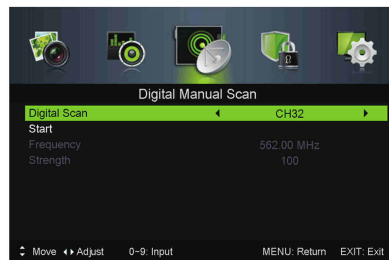 Digital Manual Scan
Digital Scan CH32
Start
Frequency 562.00 MHz
Strength 100
Move Adjust 0~9: Input MENU: Return EXIT: Exit